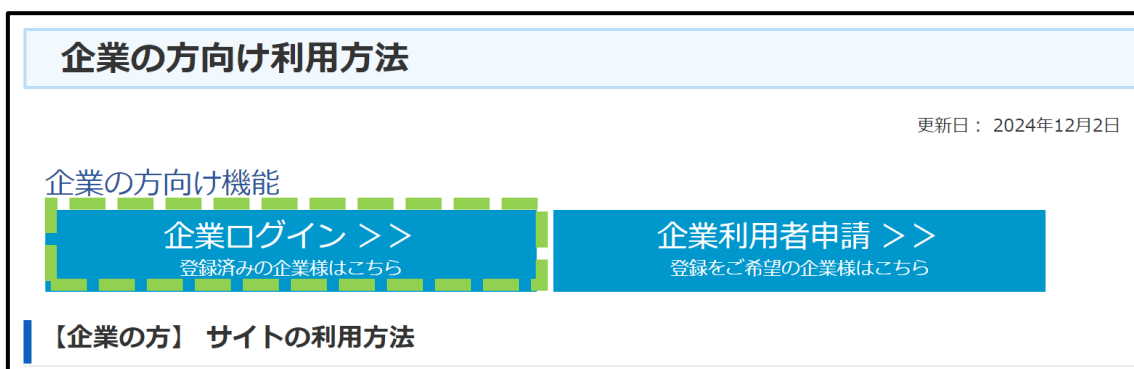 企業の方向け利用方法
更新日： 2024年12月2日
企業の方向け機能
企業ログイン ＞＞
登録済みの企業様はこちら
企業利用者申請 ＞＞
登録をご希望の企業様はこちら
【企業の方】 サイトの利用方法